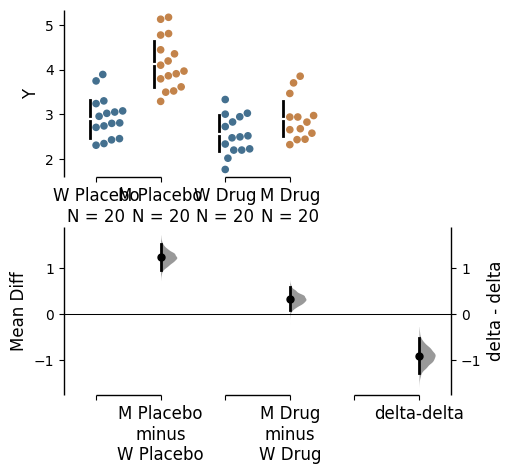 5
4
3
2
Y
W Placebo M Placebo W Drug M Drug
N = 20 N = 20 N = 20 N = 20
1
0
−1
Mean Diff
1
0
−1
delta - delta
M Placebo
minus
W Placebo
M Drug
minus
W Drug
delta-delta